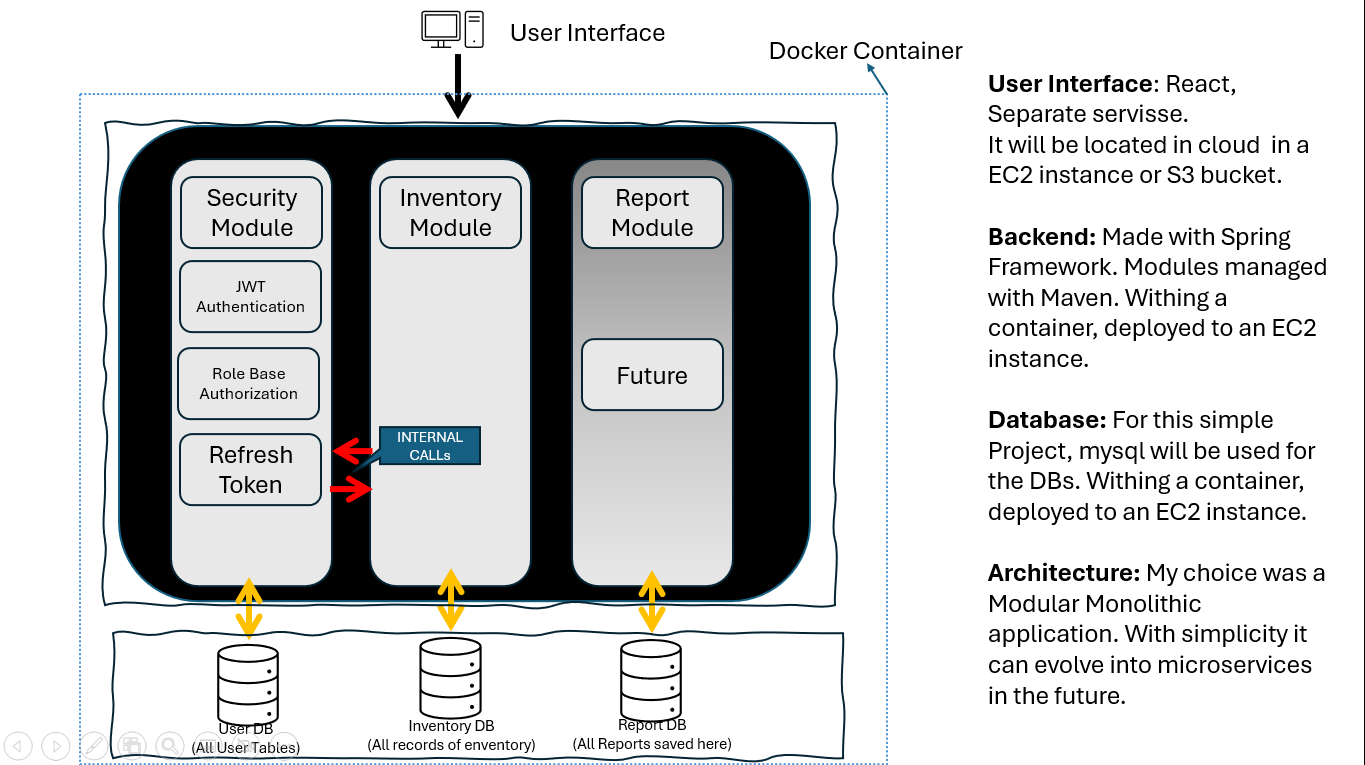 User Interface
Docker Container
Security
Module
JWT
Authentication
Role Base
Authorization
Refresh
Token
Inventory
Module
INTERNAL
CALLs
Report
Module
Future
User DB
(All User Tables)
Inventory DB
(All records of enventory)
Report DB
(All Reports saved here)
User Interface: React,
Separate servisse.
It will be located in cloud in a
EC2 instance or S3 bucket.
Backend: Made with Spring
Framework. Modules managed
with Maven. Withing a
container, deployed to an EC2
instance.
Database: For this simple
Project, mysql will be used for
the DBs. Withing a container,
deployed to an EC2 instance.
Architecture: My choice was a
Modular Monolithic
application. With simplicity it
can evolve into microservices
in the future.